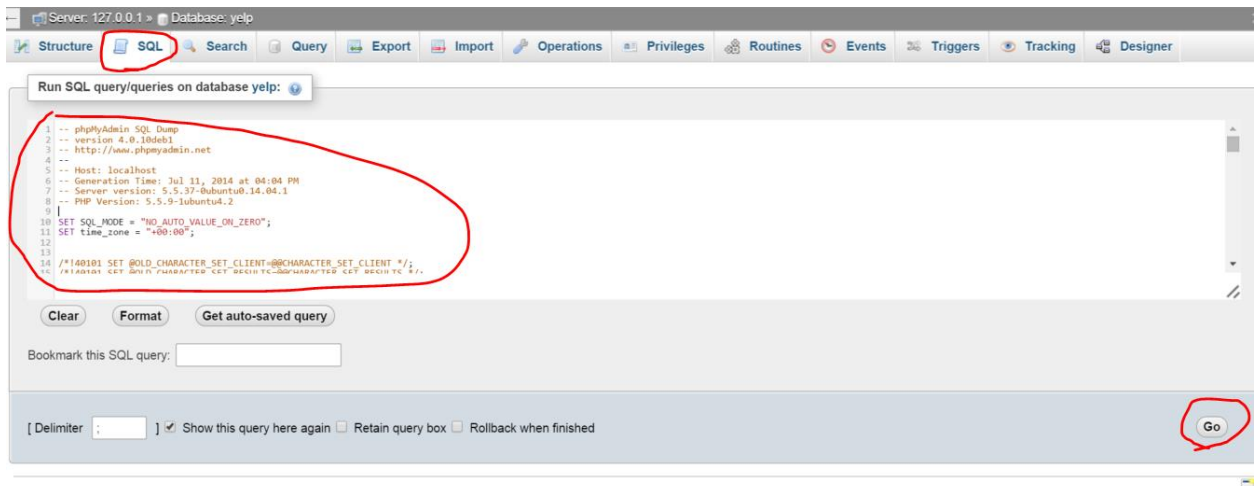 Server: 127.0.0.1 » Database: yelp
Structure SQL Search Query Export Import Operations Privileges Routines Events Triggers Tracking Designer
Run SQL query/queries on database yelp:
1 -- phpMyAdmin SQL Dump
2 -- version 4.0.10deb1
3 -- http://www.phpmyadmin.net
4 --
5 -- Host: localhost
6 -- Generation Time: Jul 11, 2014 at 04:04 PM
7 -- Server version: 5.5.37-0ubuntu0.14.04.1
8 -- PHP Version: 5.5.9-1ubuntu4.2
9
10 SET SQL_MODE = "NO_AUTO_VALUE_ON_ZERO";
11 SET time_zone = "+00:00";
12
13
14 /*!40101 SET @OLD_CHARACTER_SET_CLIENT=@@CHARACTER_SET_CLIENT */;
15 /*!40101 SET @OLD_CHARACTER_SET_RESULTS=@@CHARACTER_SET_RESULTS */;
Clear Format Get auto-saved query
Bookmark this SQL query:
[ Delimiter ; ] Show this query here again Retain query box Rollback when finished
Go